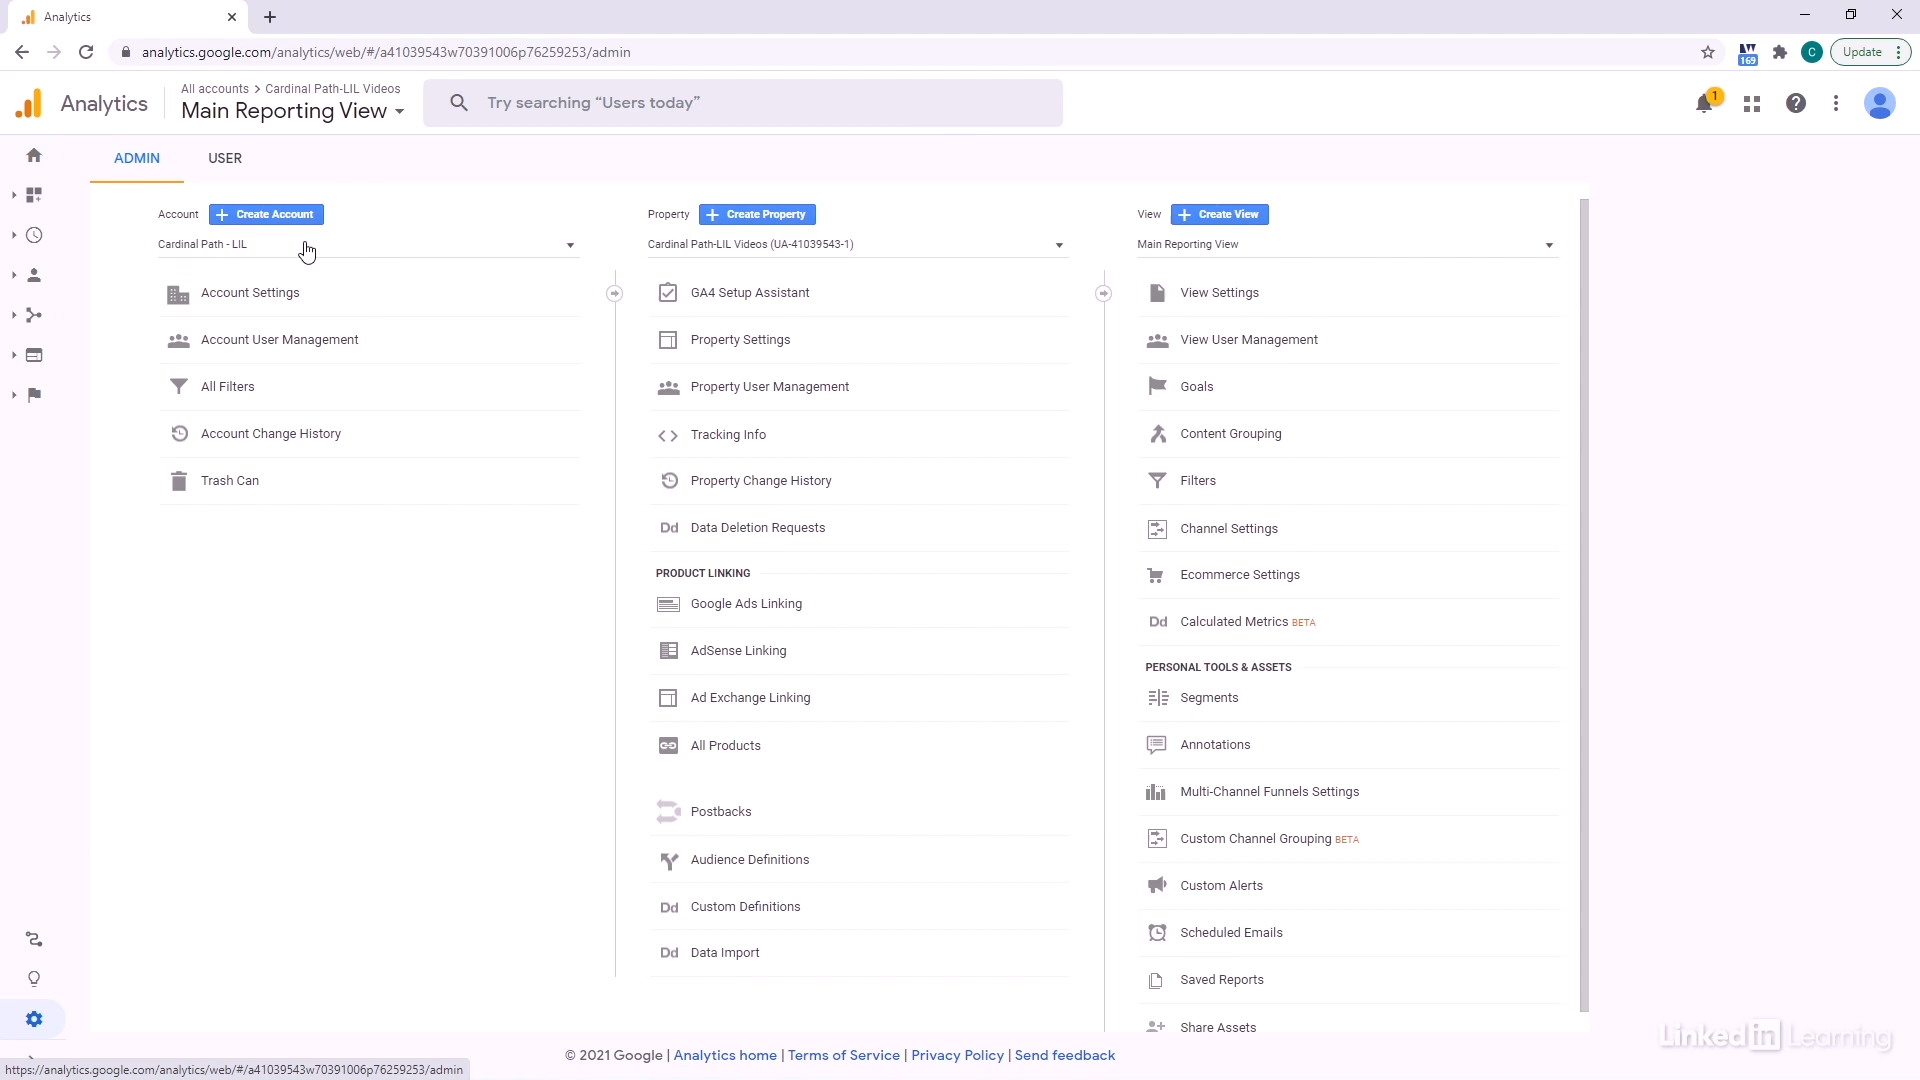 Analytics
analytics.google.com/analytics/web/#/a41039543w70391006p76259253/admin
169
C
Update
Analytics
All accounts > Cardinal Path-LIL Videos
Main Reporting View
Try searching “Users today”
1
ADMIN
USER
Account
+ Create Account
Cardinal Path - LIL
Account Settings
Account User Management
All Filters
Account Change History
Trash Can
Property
+ Create Property
Cardinal Path-LIL Videos (UA-41039543-1)
GA4 Setup Assistant
Property Settings
Property User Management
Tracking Info
Property Change History
Dd Data Deletion Requests
PRODUCT LINKING
Google Ads Linking
AdSense Linking
Ad Exchange Linking
All Products
Postbacks
Audience Definitions
Dd Custom Definitions
Dd Data Import
View
+ Create View
Main Reporting View
View Settings
View User Management
Goals
Content Grouping
Filters
Channel Settings
Ecommerce Settings
Dd Calculated Metrics BETA
PERSONAL TOOLS & ASSETS
Segments
Annotations
Multi-Channel Funnels Settings
Custom Channel Grouping BETA
Custom Alerts
Scheduled Emails
Saved Reports
Share Assets
© 2021 Google | Analytics home | Terms of Service | Privacy Policy | Send feedback
LinkedIn Learning
https://analytics.google.com/analytics/web/#/a41039543w70391006p76259253/admin